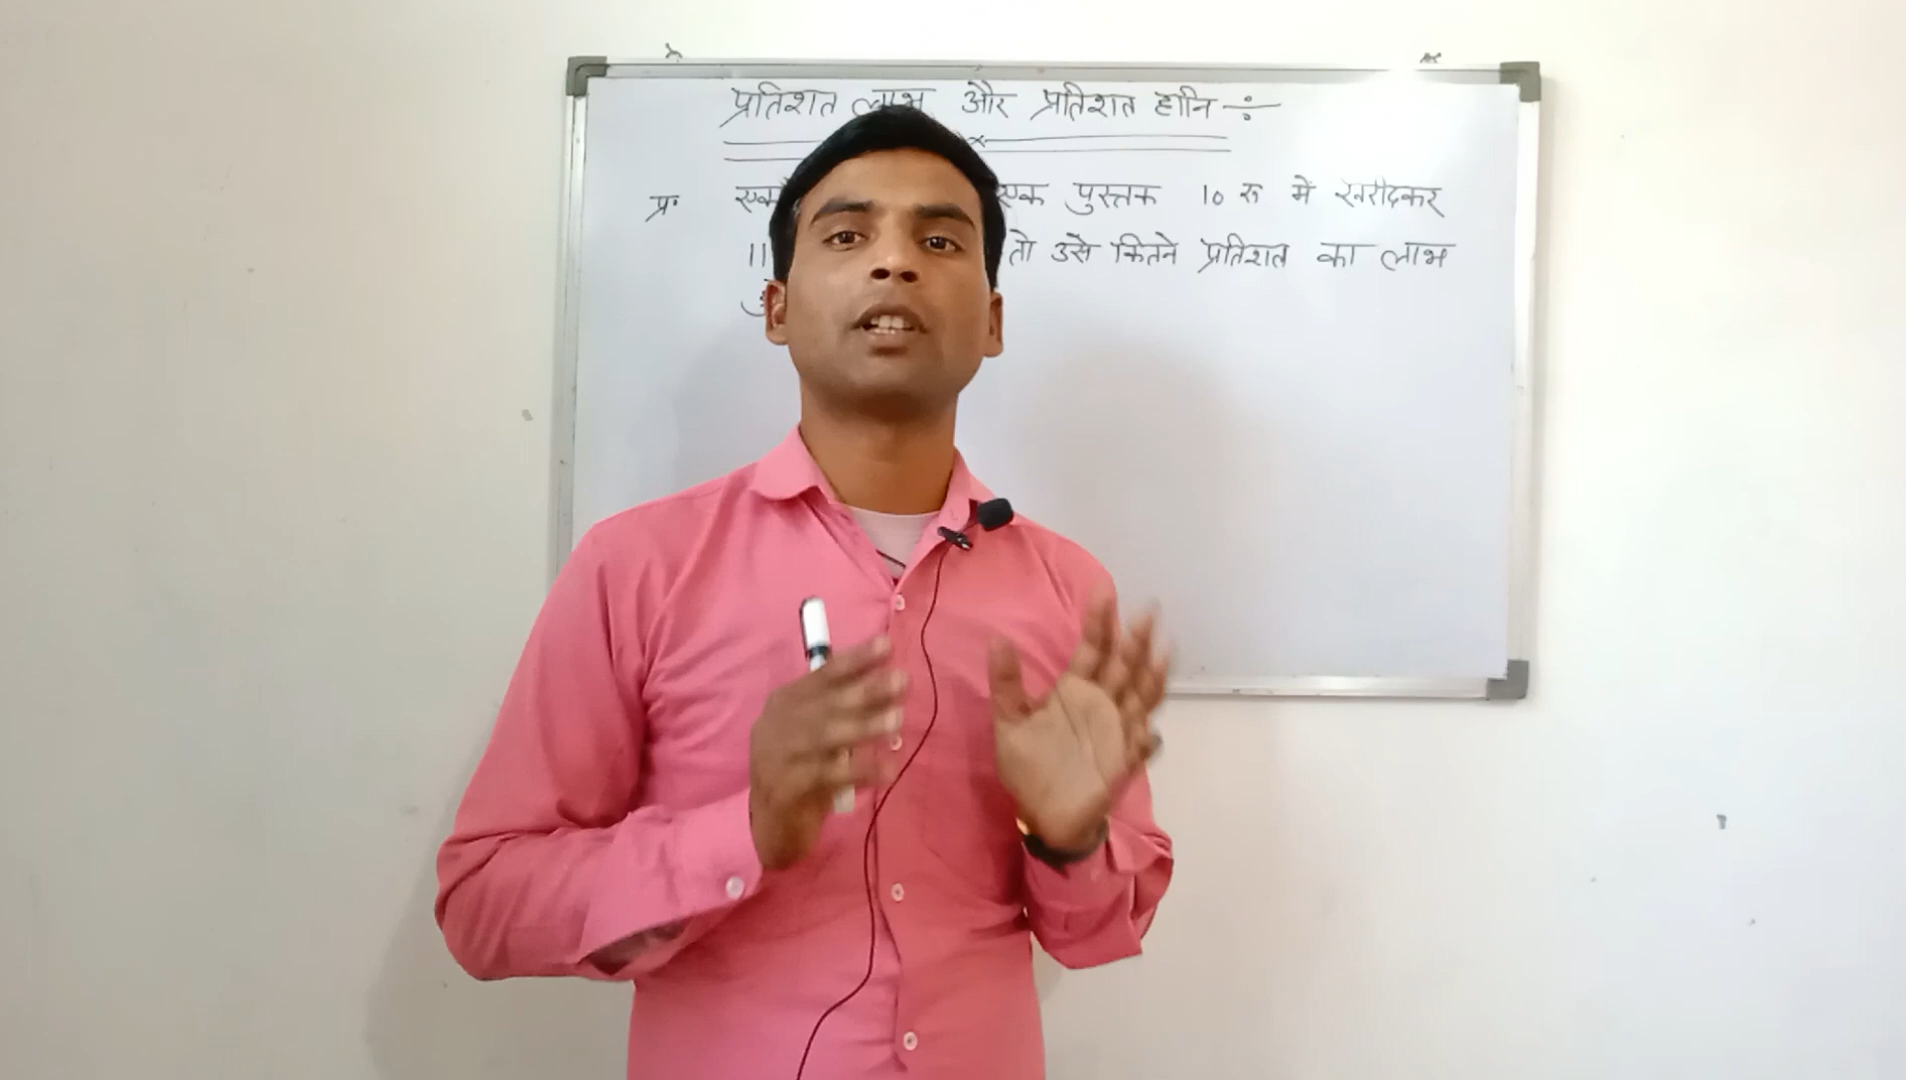 प्रतिशत लाभ और प्रतिशत हानि ÷
प्र॰ एक पुस्तक 10 रू में खरीदकर
11 तो उसे कितने प्रतिशत का लाभ